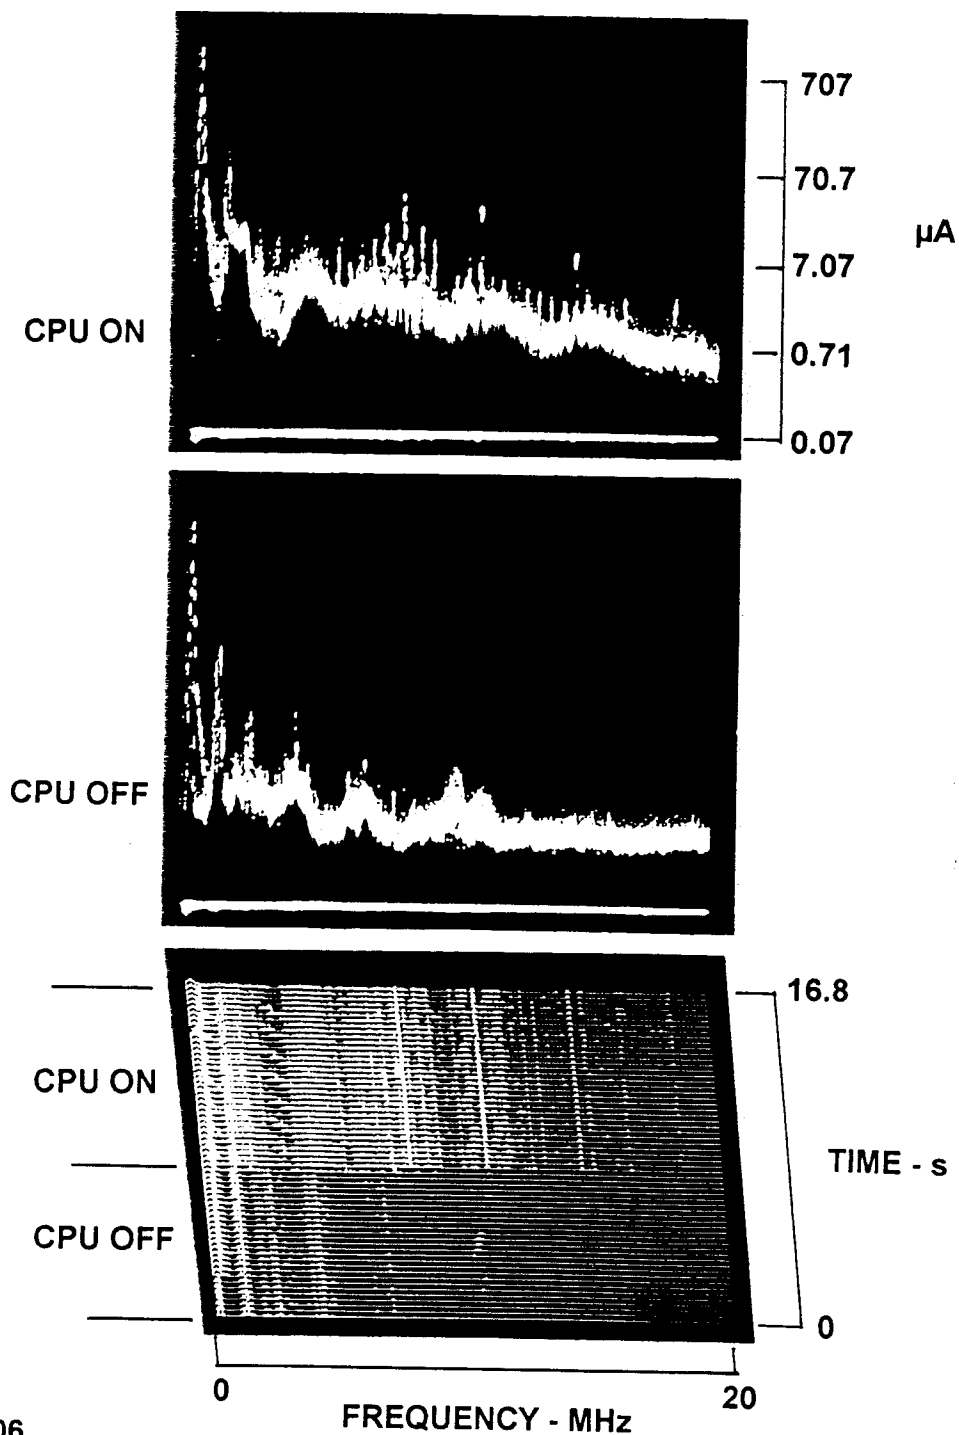 707
70.7
µA
7.07
CPU ON
0.71
0.07
CPU OFF
16.8
CPU ON
TIME - s
CPU OFF
0
0
20
FREQUENCY - MHz